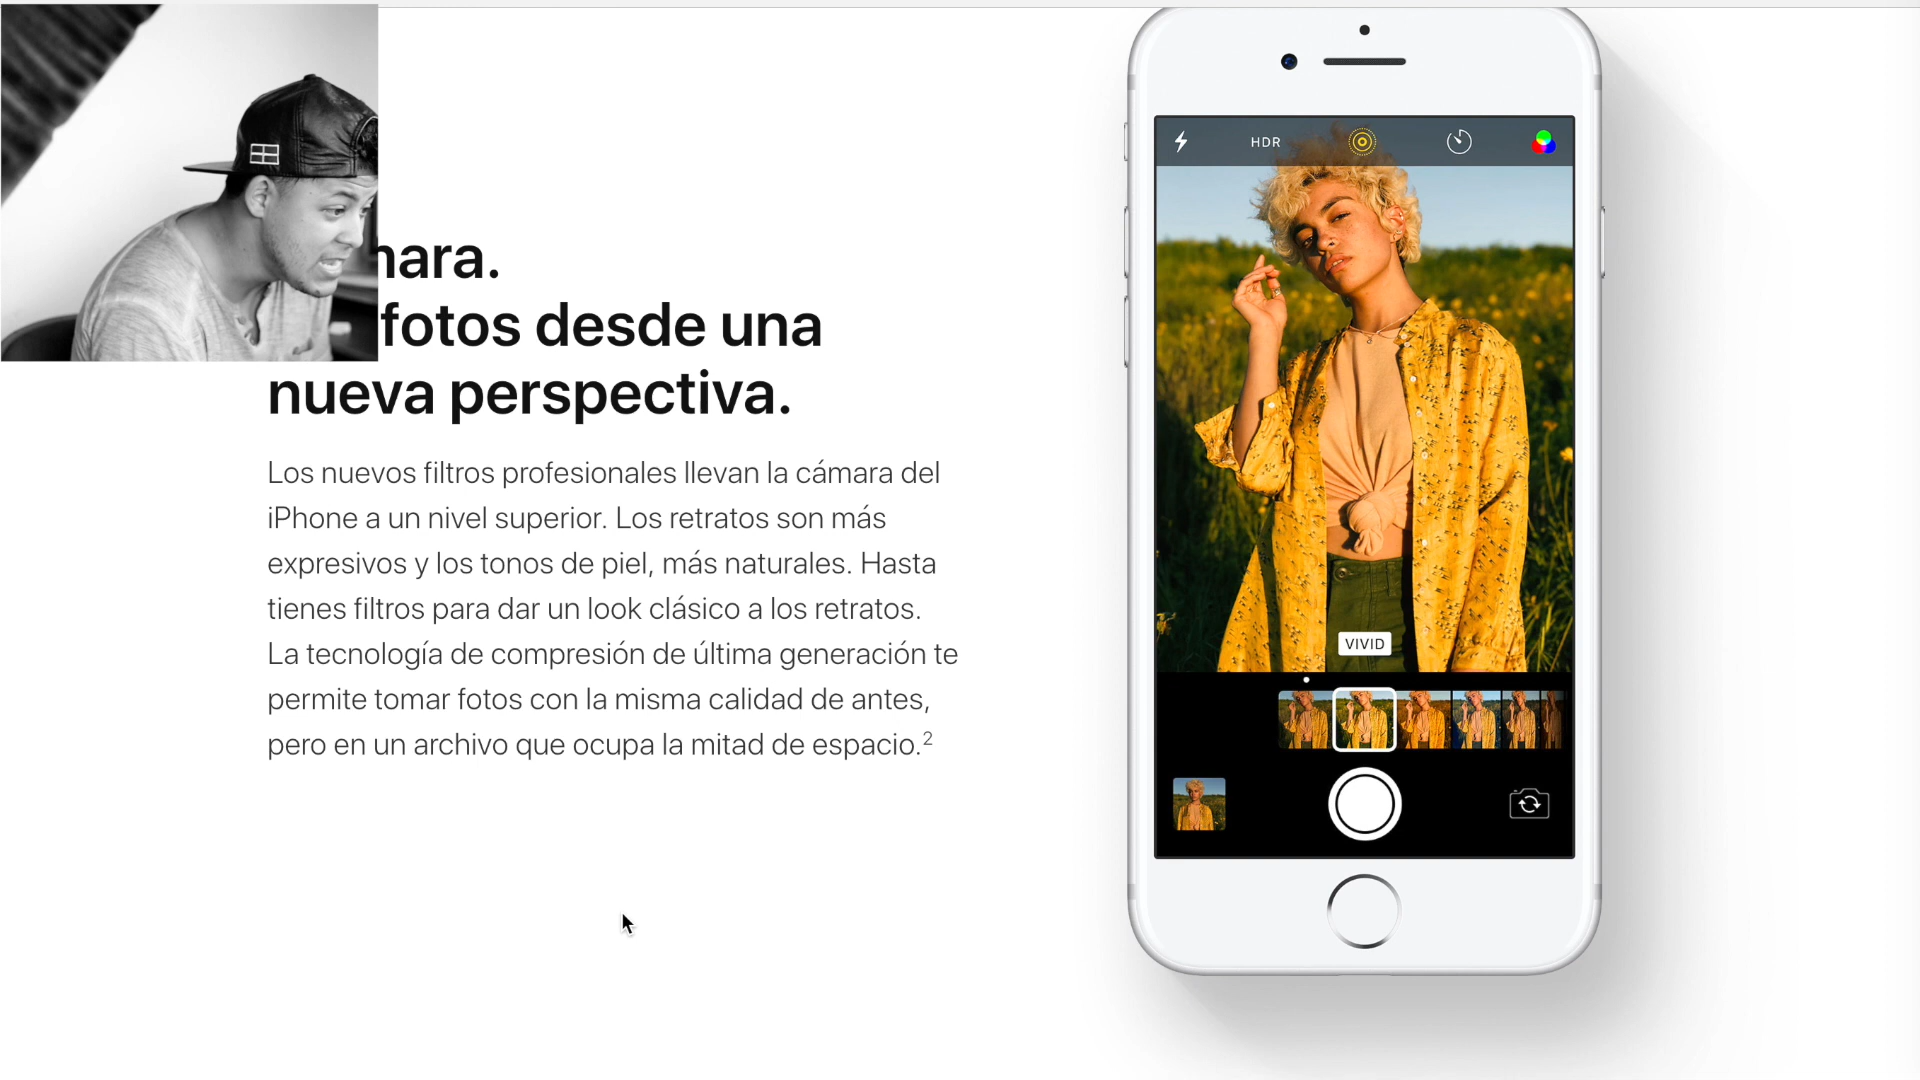 mara.
fotos desde una
nueva perspectiva.
Los nuevos filtros profesionales llevan la cámara del
iPhone a un nivel superior. Los retratos son más
expresivos y los tonos de piel, más naturales. Hasta
tienes filtros para dar un look clásico a los retratos.
La tecnología de compresión de última generación te
permite tomar fotos con la misma calidad de antes,
pero en un archivo que ocupa la mitad de espacio.²
HDR
VIVID